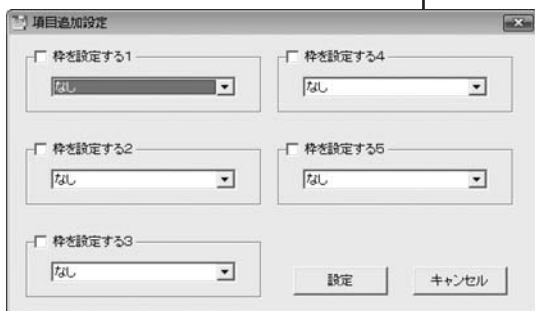 項目追加設定
枠を設定する1
なし
枠を設定する2
なし
枠を設定する3
なし
枠を設定する4
なし
枠を設定する5
なし
設定
キャンセル